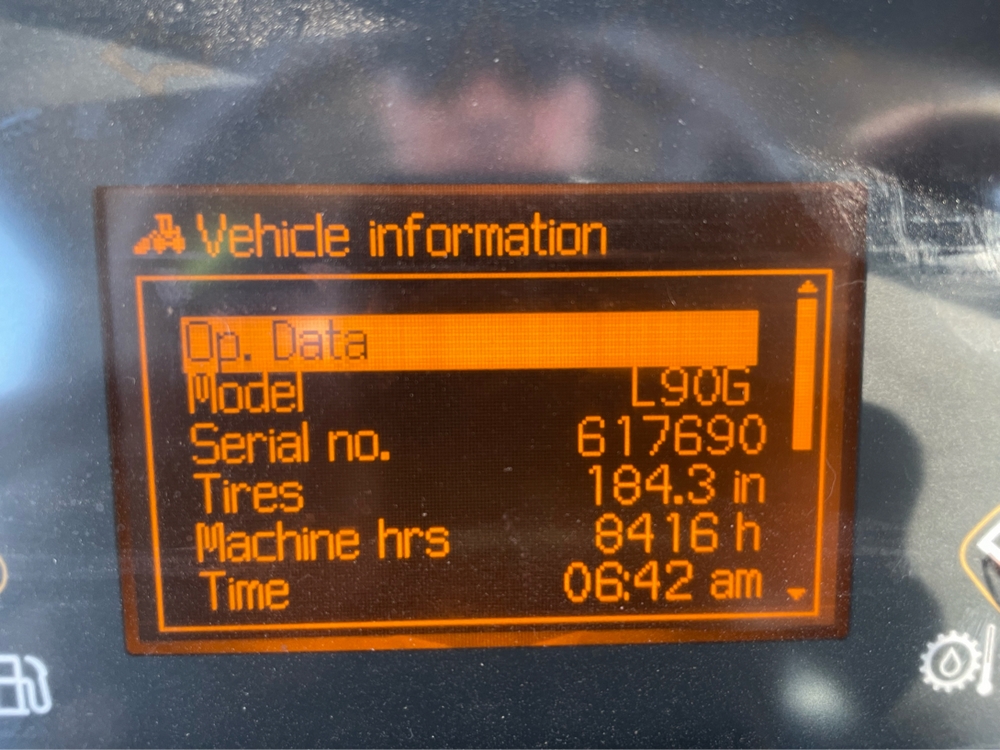 Vehicle information
Op. Data
Model L90G
Serial no. 617690
Tires 184.3 in
Machine hrs 8416 h
Time 06:42 am